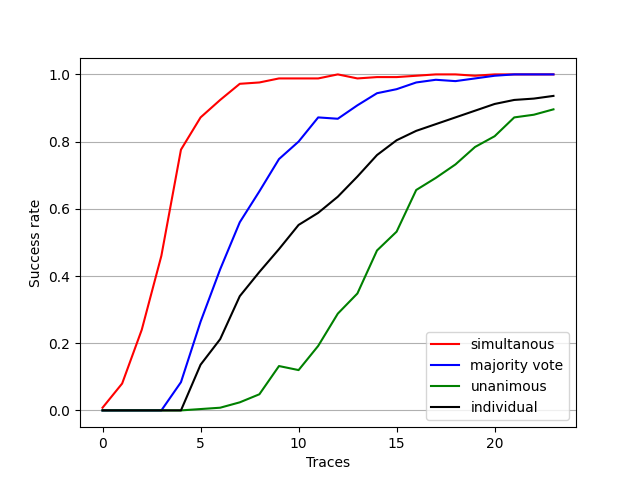 1.0
0.8
0.6
0.4
0.2
0.0
Success rate
0
5
10
15
20
Traces
simultanous
majority vote
unanimous
individual